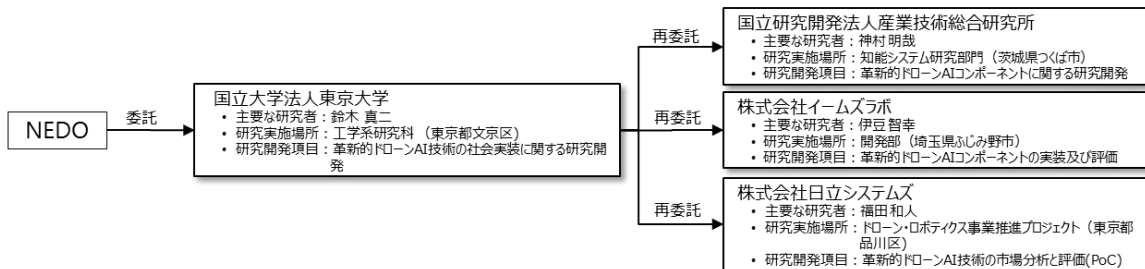 NEDO
委託
国立大学法人東京大学
• 主要な研究者：鈴木 真二
• 研究実施場所：工学系研究科 （東京都文京区）
• 研究開発項目：革新的ドローンAI技術の社会実装に関する研究開
発
再委託
国立研究開発法人産業技術総合研究所
• 主要な研究者：神村 明哉
• 研究実施場所：知能システム研究部門（茨城県つくば市）
• 研究開発項目：革新的ドローンAIコンポーネントに関する研究開発
再委託
株式会社イームズラボ
• 主要な研究者：伊豆 智幸
• 研究実施場所：開発部（埼玉県ふじみ野市）
• 研究開発項目：革新的ドローンAIコンポーネントの実装及び評価
再委託
株式会社日立システムズ
• 主要な研究者：福田 和人
• 研究実施場所：ドローン・ロボティクス事業推進プロジェクト（東京都
品川区）
• 研究開発項目：革新的ドローンAI技術の市場分析と評価(PoC)